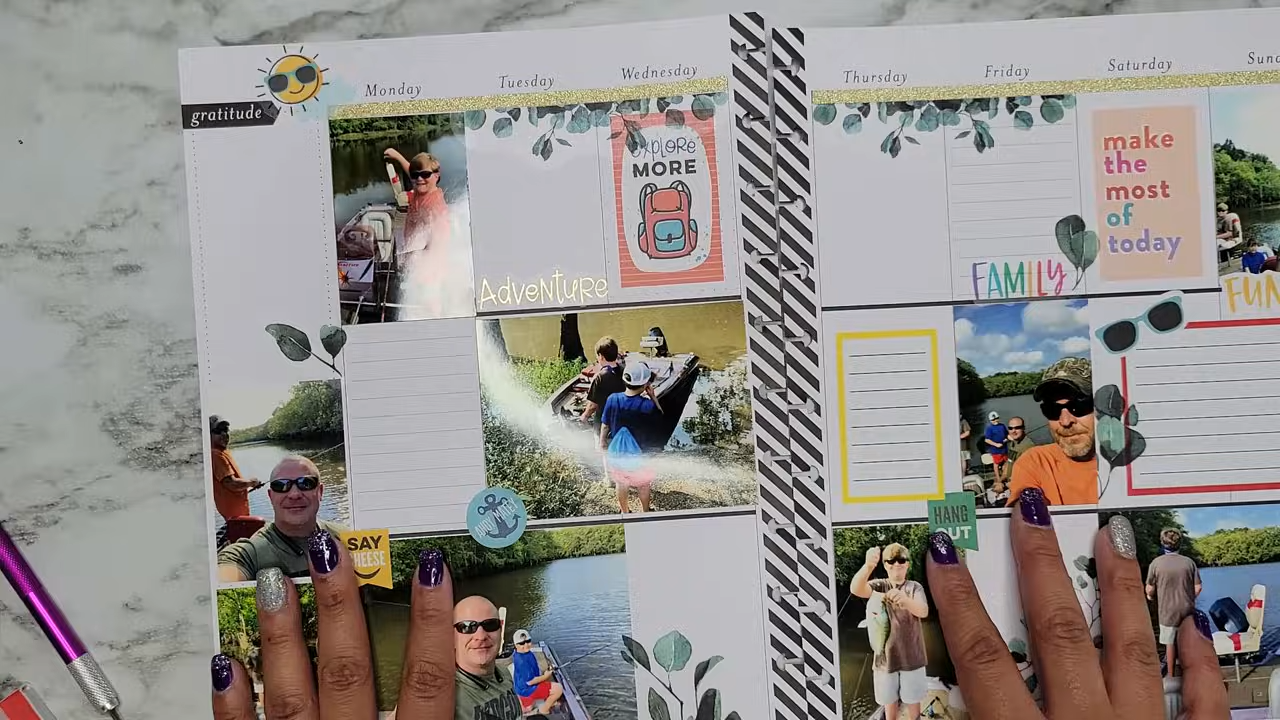 gratitude
Monday
Tuesday
Wednesday
Thursday
Friday
Saturday
explore
MORE
make
the
most
of
today
ADVENTURE
FAMILY
FUN
SAY
CHEESE
HANG
OUT